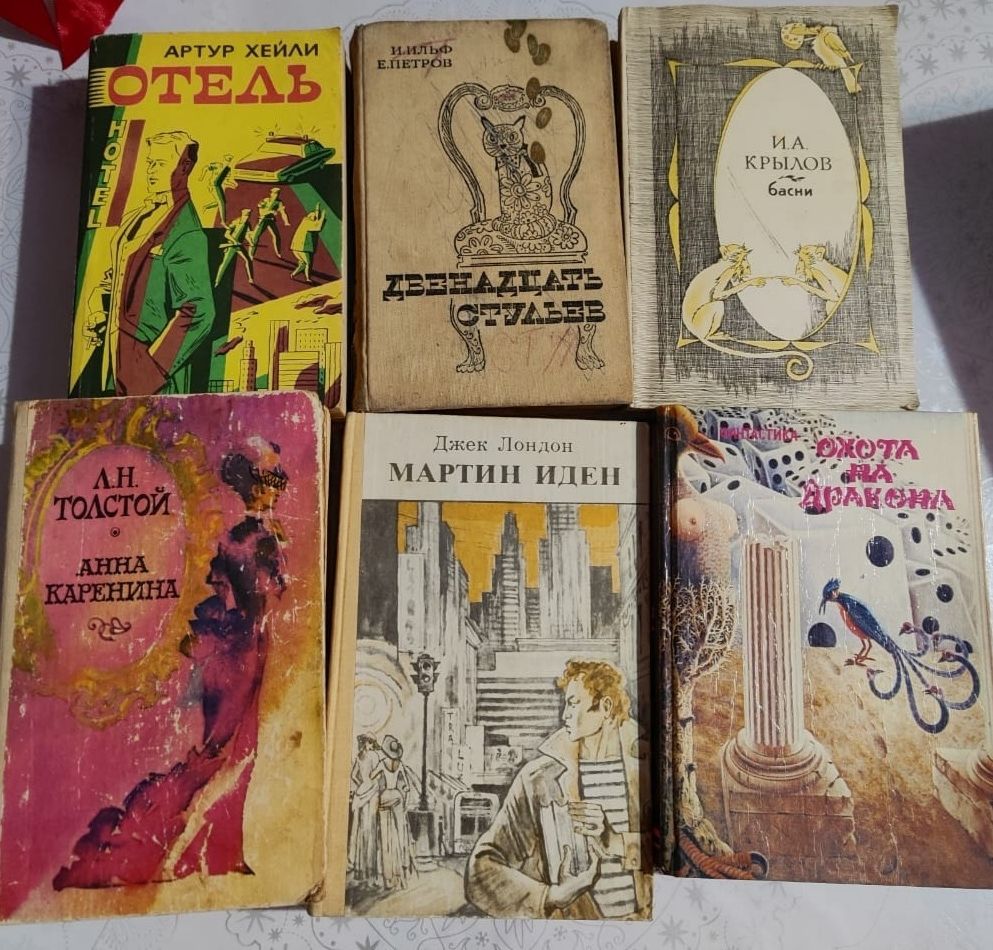 АРТУР ХЕЙЛИ
ОТЕЛЬ
HOTEL
И.ИЛЬФ
Е.ПЕТРОВ
ДВЕНАДЦАТЬ
СТУЛЬЕВ
И.А.
КРЫЛОВ
басни
Л.Н.
ТОЛСТОЙ
АННА
КАРЕНИНА
Джек Лондон
МАРТИН ИДЕН
ФАНТАСТИКА
ОХОТА
НА
ДРАКОНА